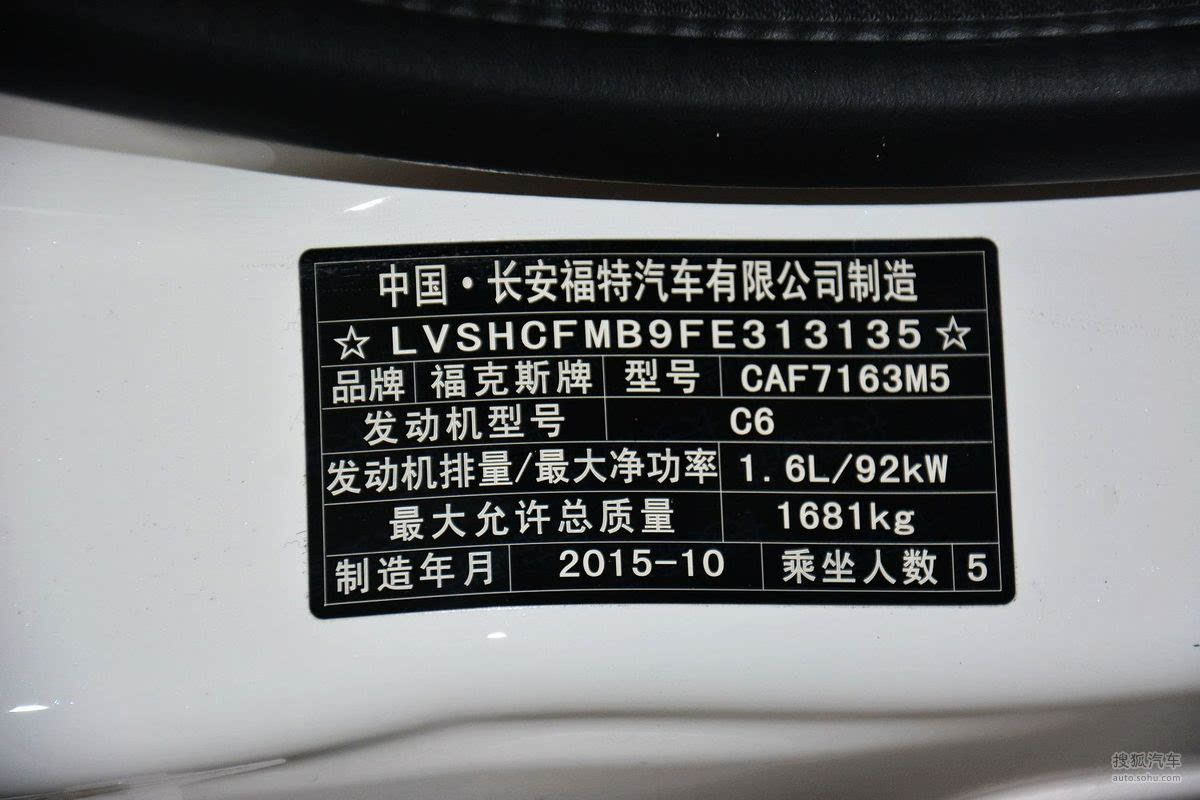 中国·长安福特汽车有限公司制造
☆LVSHCFMB9FE313135☆
品牌 福克斯牌 型号 CAF7163M5
发动机型号 C6
发动机排量/最大净功率 1.6L/92kW
最大允许总质量 1681kg
制造年月 2015-10 乘坐人数 5
搜狐汽车
auto.sohu.com